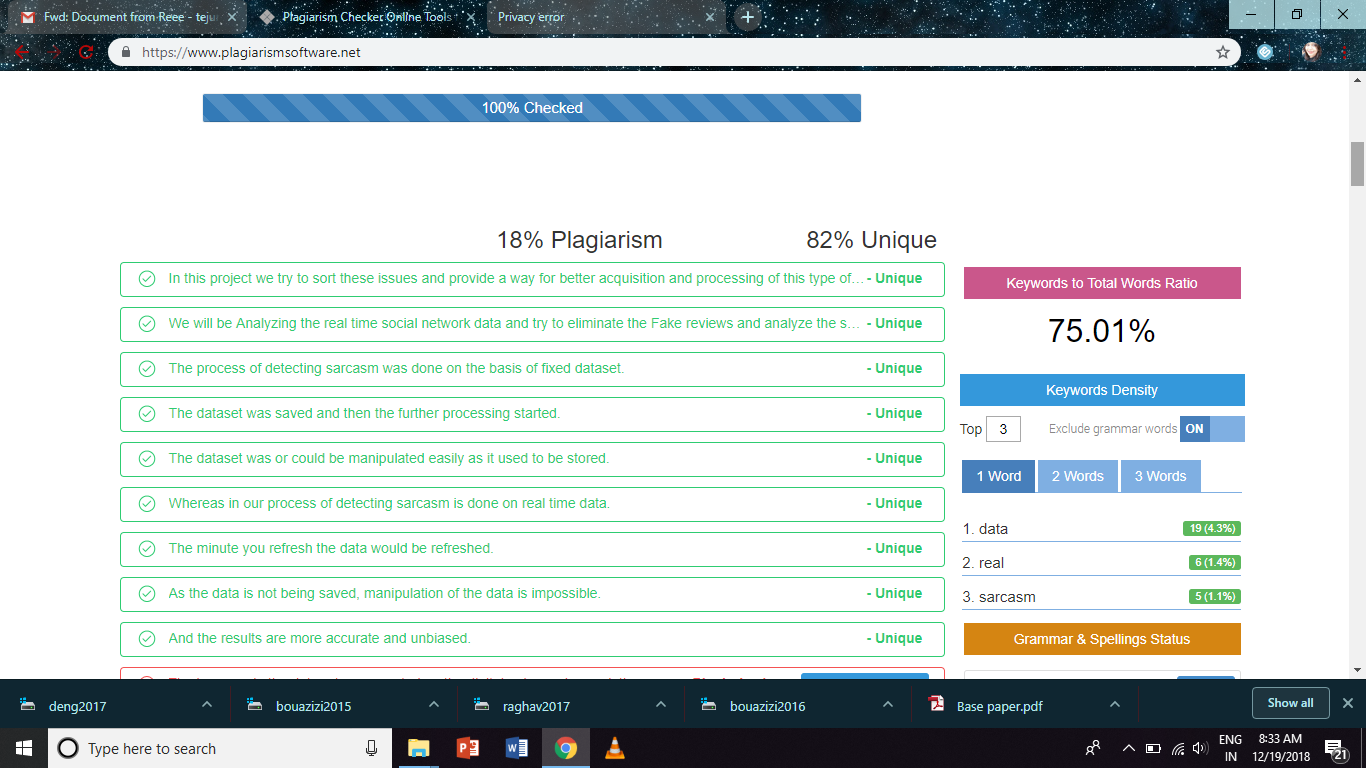 Fwd: Document from Reee - teju
Plagiarism Checker Online Tools
Privacy error
https://www.plagiarismsoftware.net
100% Checked
18% Plagiarism
82% Unique
In this project we try to sort these issues and provide a way for better acquisition and processing of this type of... - Unique
We will be Analyzing the real time social network data and try to eliminate the Fake reviews and analyze the s... - Unique
The process of detecting sarcasm was done on the basis of fixed dataset. - Unique
The dataset was saved and then the further processing started. - Unique
The dataset was or could be manipulated easily as it used to be stored. - Unique
Whereas in our process of detecting sarcasm is done on real time data. - Unique
The minute you refresh the data would be refreshed. - Unique
As the data is not being saved, manipulation of the data is impossible. - Unique
And the results are more accurate and unbiased. - Unique
Keywords to Total Words Ratio
75.01%
Keywords Density
Top 3 Exclude grammar words ON
1 Word 2 Words 3 Words
1. data 19 (4.3%)
2. real 6 (1.4%)
3. sarcasm 5 (1.1%)
Grammar & Spellings Status
deng2017
bouazizi2015
raghav2017
bouazizi2016
Base paper.pdf
Show all
Type here to search
ENG
IN
8:33 AM
12/19/2018
21